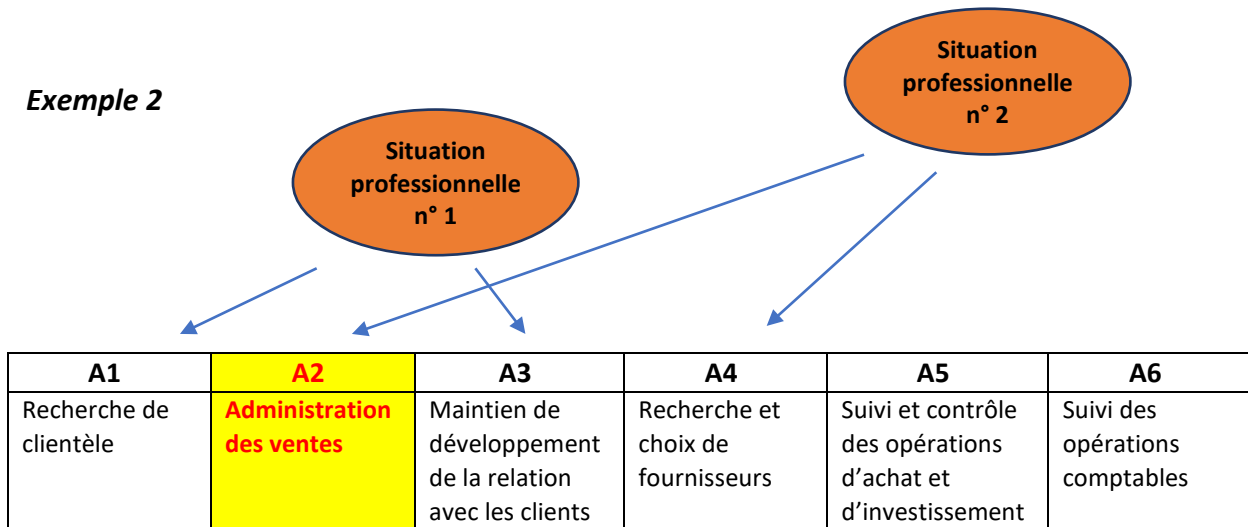 Situation
professionnelle
n° 2
Exemple 2
Situation
professionnelle
n° 1
A1
A2
A3
A4
A5
A6
Recherche de
clientèle
Administration
des ventes
Maintien de
développement
de la relation
avec les clients
Recherche et
choix de
fournisseurs
Suivi et contrôle
des opérations
d’achat et
d’investissement
Suivi des
opérations
comptables